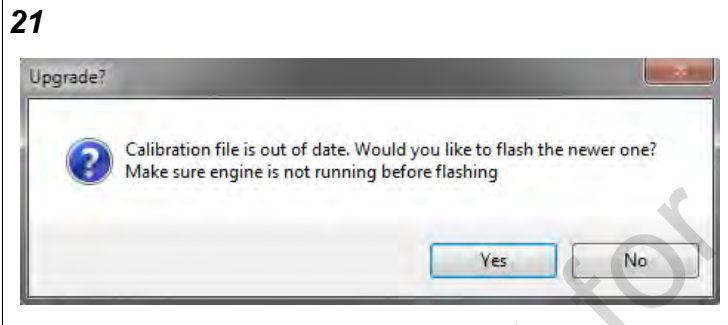 21
Upgrade?
Calibration file is out of date. Would you like to flash the newer one?
Make sure engine is not running before flashing
Yes
No
for